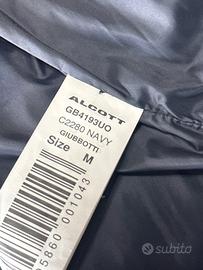 ALCOTT
GB4193UO
C2280 NAVY
GIUBBOTTI
Size M
5860 001043
subito